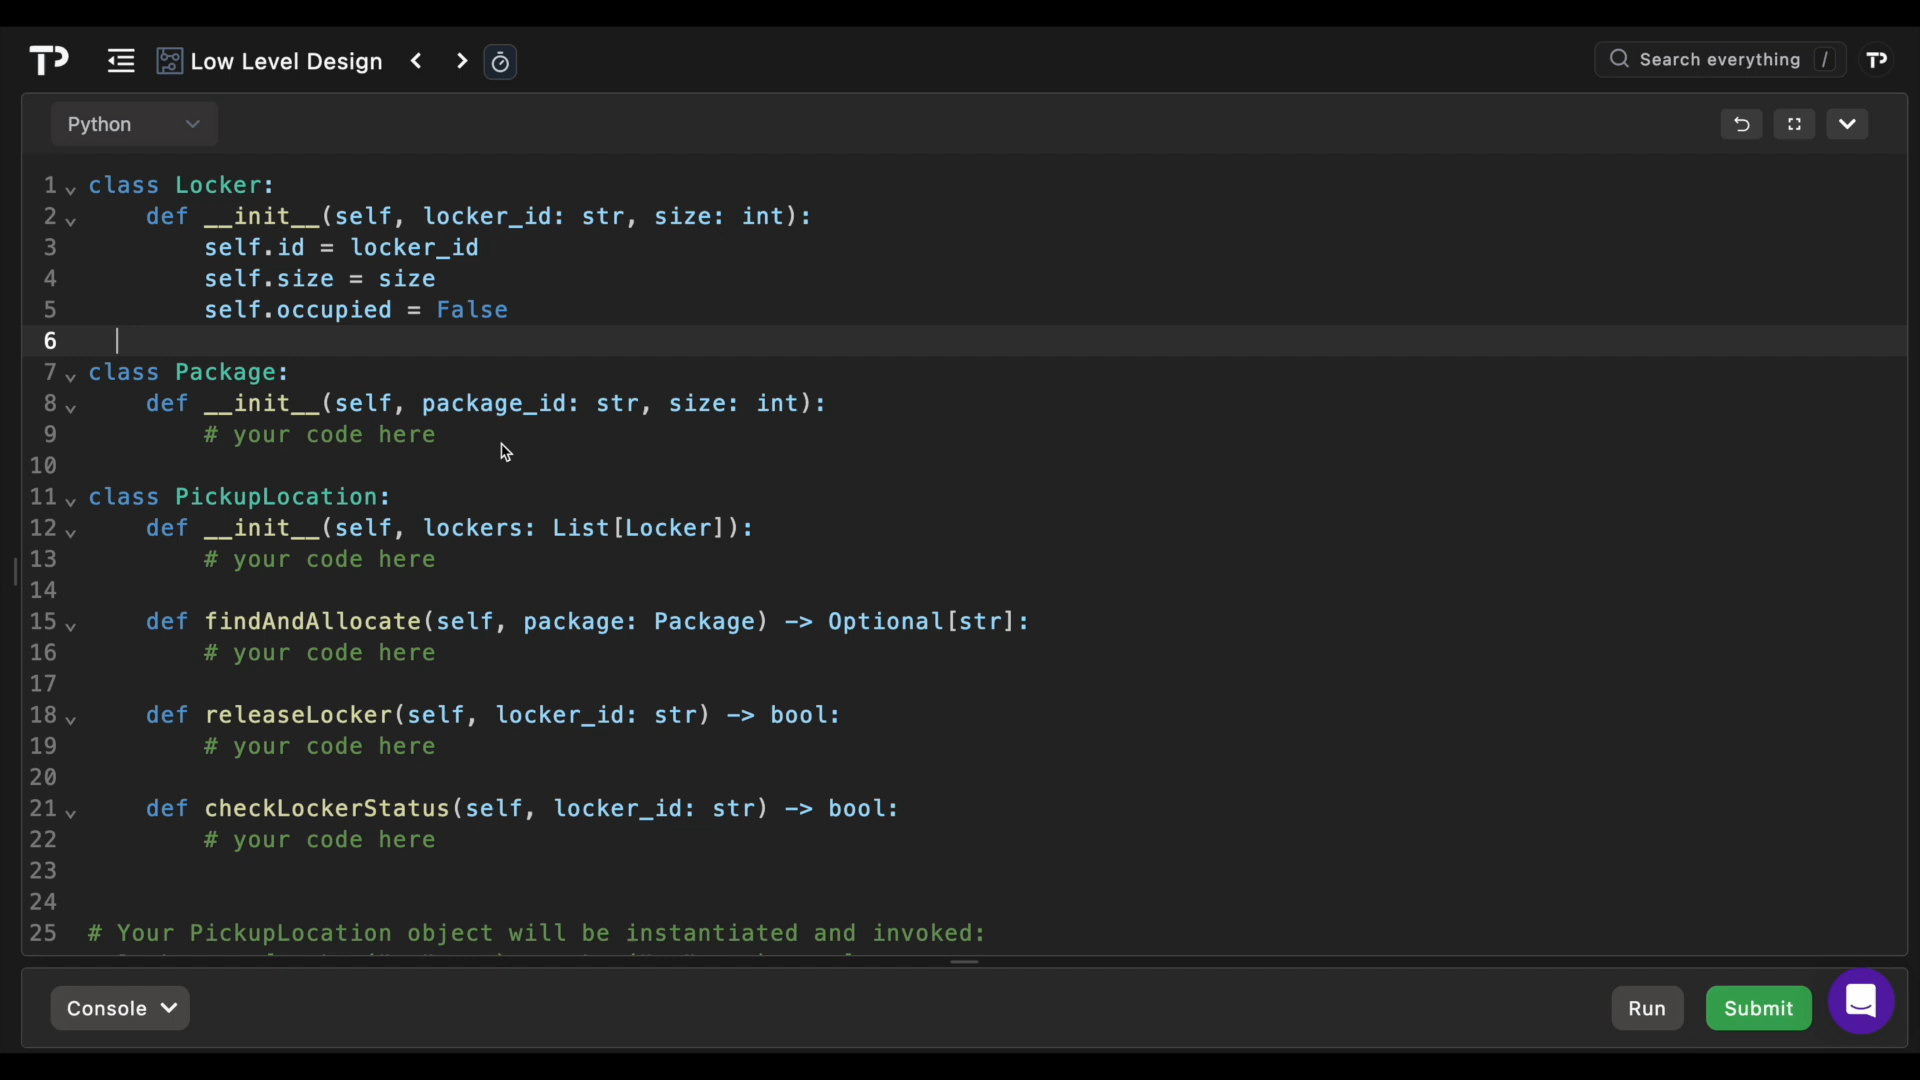 TP Low Level Design Search everything / TP
Python
1 class Locker:
2     def __init__(self, locker_id: str, size: int):
3         self.id = locker_id
4         self.size = size
5         self.occupied = False
6
7 class Package:
8     def __init__(self, package_id: str, size: int):
9         # your code here
10
11 class PickupLocation:
12     def __init__(self, lockers: List[Locker]):
13         # your code here
14
15     def findAndAllocate(self, package: Package) -> Optional[str]:
16         # your code here
17
18     def releaseLocker(self, locker_id: str) -> bool:
19         # your code here
20
21     def checkLockerStatus(self, locker_id: str) -> bool:
22         # your code here
23
24
25 # Your PickupLocation object will be instantiated and invoked:
Console Run Submit